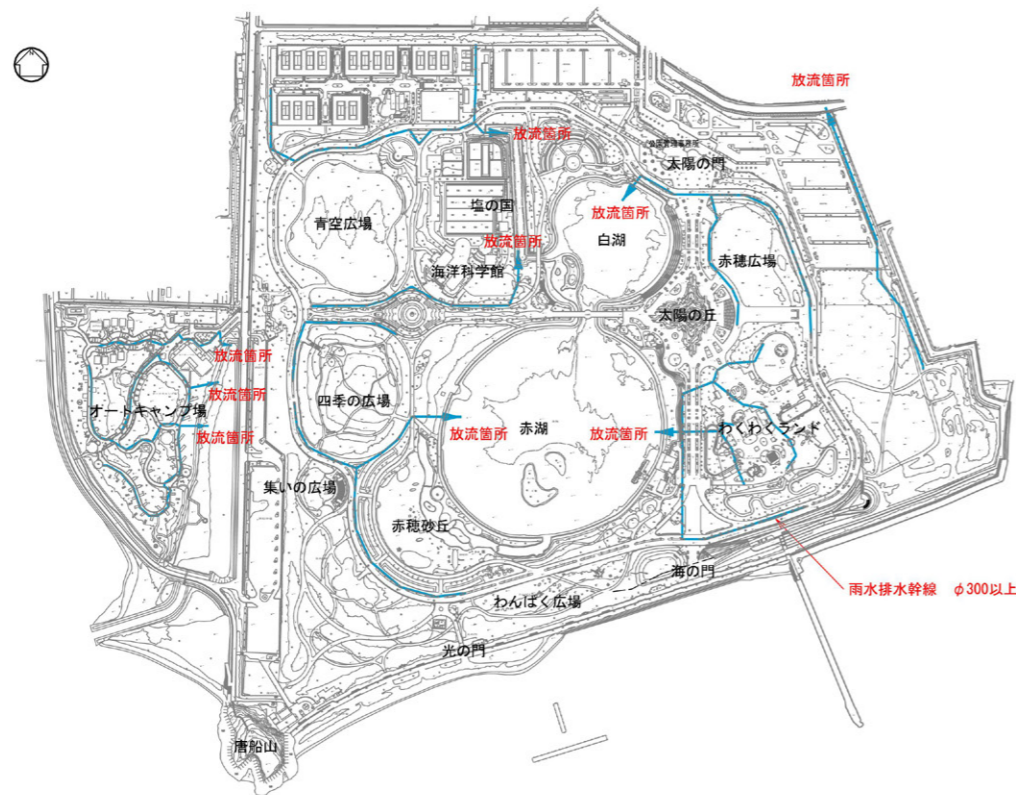 放流箇所
放流箇所
太陽の門
塩の国
放流箇所
青空広場
放流箇所
白湖
海洋科学館
赤穂広場
太陽の丘
放流箇所
放流箇所
オートキャンプ場
四季の広場
放流箇所
放流箇所
赤湖
放流箇所
わくわくランド
集いの広場
赤穂砂丘
海の門
雨水排水幹線 φ300以上
わんぱく広場
光の門
唐船山